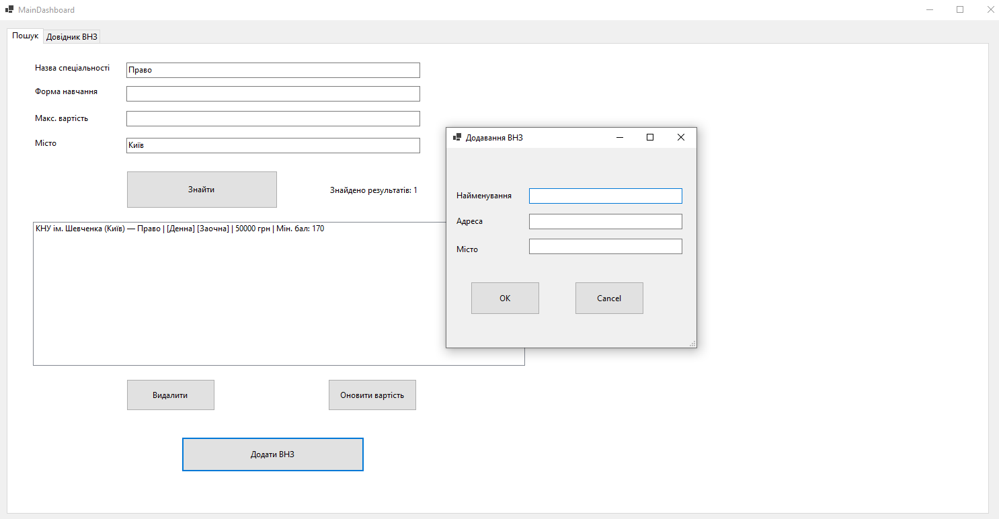 MainDashboard
Пошук
Довідник ВНЗ
Назва спеціальності
Право
Форма навчання
Макс. вартість
Місто
Київ
Знайти
Знайдено результатів: 1
КНУ ім. Шевченка (Київ) — Право | [Денна] [Заочна] | 50000 грн | Мін. бал: 170
Видалити
Оновити вартість
Додати ВНЗ
Додавання ВНЗ
Найменування
Адреса
Місто
OK
Cancel